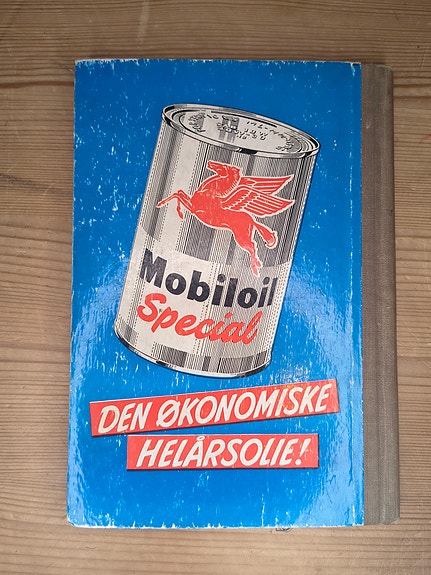 Mobiloil
Special
DEN ØKONOMISKE
HELÅRSOLIE!